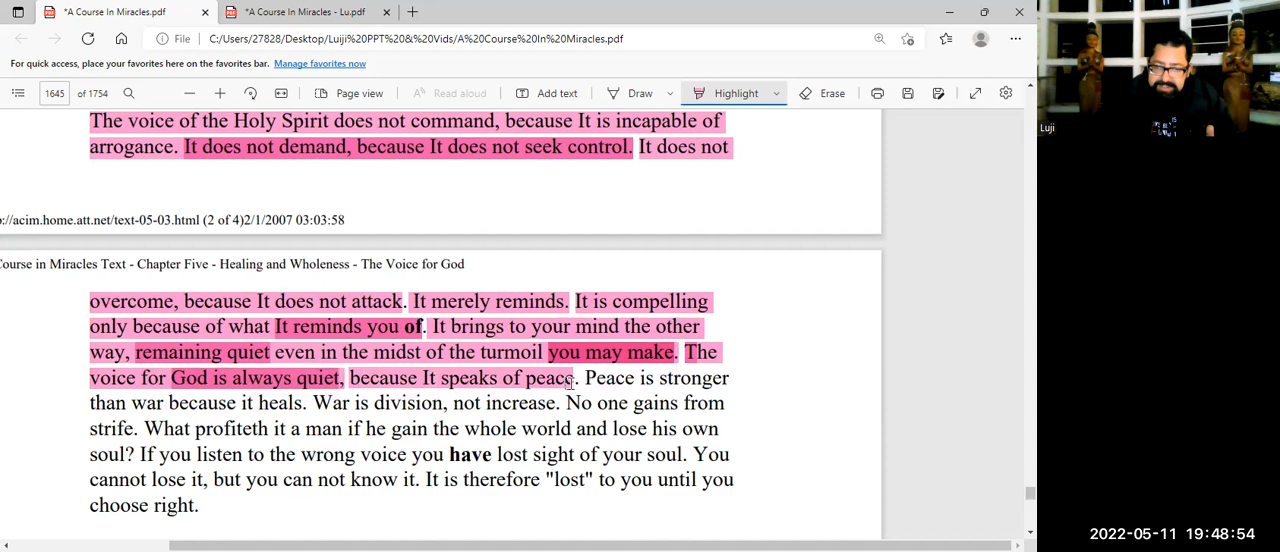 *A Course In Miracles.pdf
*A Course In Miracles - Lu.pdf
File
C:/Users/27828/Desktop/Luiji%20PPT%20&%20Vids/A%20Course%20In%20Miracles.pdf
For quick access, place your favorites here on the favorites bar. Manage favorites now
1645 of 1754
Page view
Read aloud
Add text
Draw
Highlight
Erase
The voice of the Holy Spirit does not command, because It is incapable of
arrogance. It does not demand, because It does not seek control. It does not
://acim.home.att.net/text-05-03.html (2 of 4)2/1/2007 03:03:58
Course in Miracles Text - Chapter Five - Healing and Wholeness - The Voice for God
overcome, because It does not attack. It merely reminds. It is compelling
only because of what It reminds you of. It brings to your mind the other
way, remaining quiet even in the midst of the turmoil you may make. The
voice for God is always quiet, because It speaks of peace. Peace is stronger
than war because it heals. War is division, not increase. No one gains from
strife. What profiteth it a man if he gain the whole world and lose his own
soul? If you listen to the wrong voice you have lost sight of your soul. You
cannot lose it, but you can not know it. It is therefore "lost" to you until you
choose right.
Luji
2022-05-11 19:48:54